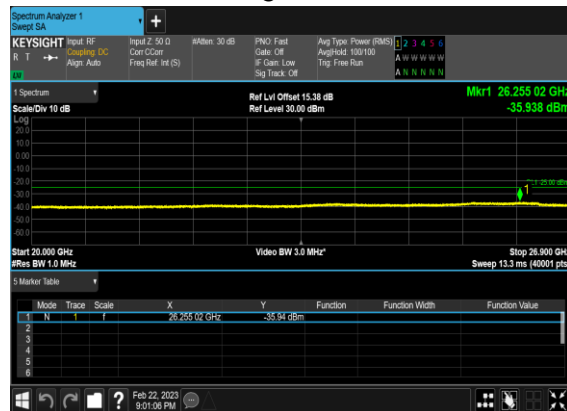 Spectrum Analyzer 1
Swept SA
+
KEYSIGHT Input: RF Input Z: 50 Ω #Atten: 30 dB PNO: Fast Avg Type: Power (RMS) 1 2 3 4 5 6
R T Coupling: DC Corr CCorr Gate: Off Avg|Hold: 100/100 A W W W W W
Align: Auto Freq Ref: Int (S) IF Gain: Low Trig: Free Run
Sig Track: Off A N N N N N
1 Spectrum Ref Lvl Offset 15.38 dB Mkr1 26.255 02 GHz
Scale/Div 10 dB Ref Level 30.00 dBm -35.938 dBm
Log
20.0
10.0
0.00
-10.0
-20.0
-25.00 dBm
-30.0
1
-40.0
-50.0
-60.0
Start 20.000 GHz Video BW 3.0 MHz* Stop 26.900 GHz
#Res BW 1.0 MHz Sweep 13.3 ms (40001 pts
5 Marker Table
Mode Trace Scale X Y Function Function Width Function Value
1 N 1 f 26.255 02 GHz -35.94 dBm
2
3
4
5
6
? Feb 22, 2023
9:01:06 PM